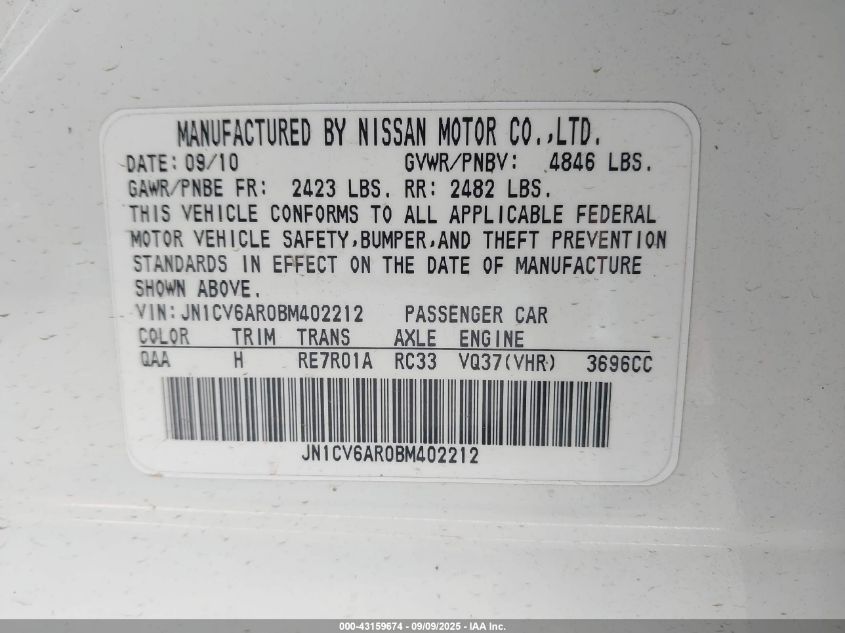 MANUFACTURED BY NISSAN MOTOR CO.,LTD.
DATE: 09/10 GVWR/PNBV: 4846 LBS.
GAWR/PNBE FR: 2423 LBS. RR: 2482 LBS.
THIS VEHICLE CONFORMS TO ALL APPLICABLE FEDERAL
MOTOR VEHICLE SAFETY,BUMPER,AND THEFT PREVENTION
STANDARDS IN EFFECT ON THE DATE OF MANUFACTURE
SHOWN ABOVE.
VIN: JN1CV6AR0BM402212 PASSENGER CAR
COLOR TRIM TRANS AXLE ENGINE
QAA H RE7R01A RC33 VQ37(VHR) 3696CC
JN1CV6AR0BM402212
000-43159674 - 09/09/2025 - IAA Inc.